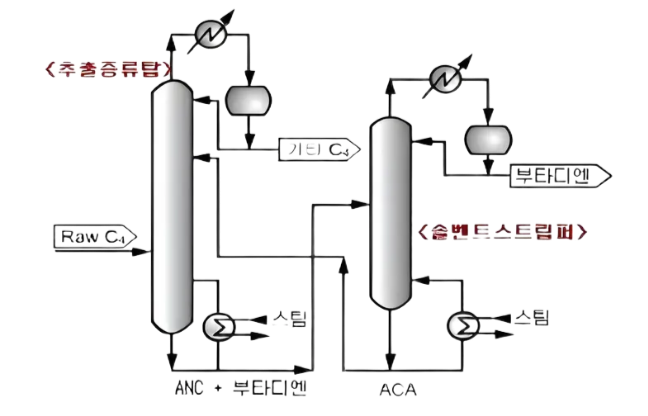 <추출증류탑>
기타 C₄
부타디엔
Raw C₄
<솔벤트스트립퍼>
스팀
스팀
ANC + 부타디엔
ACA